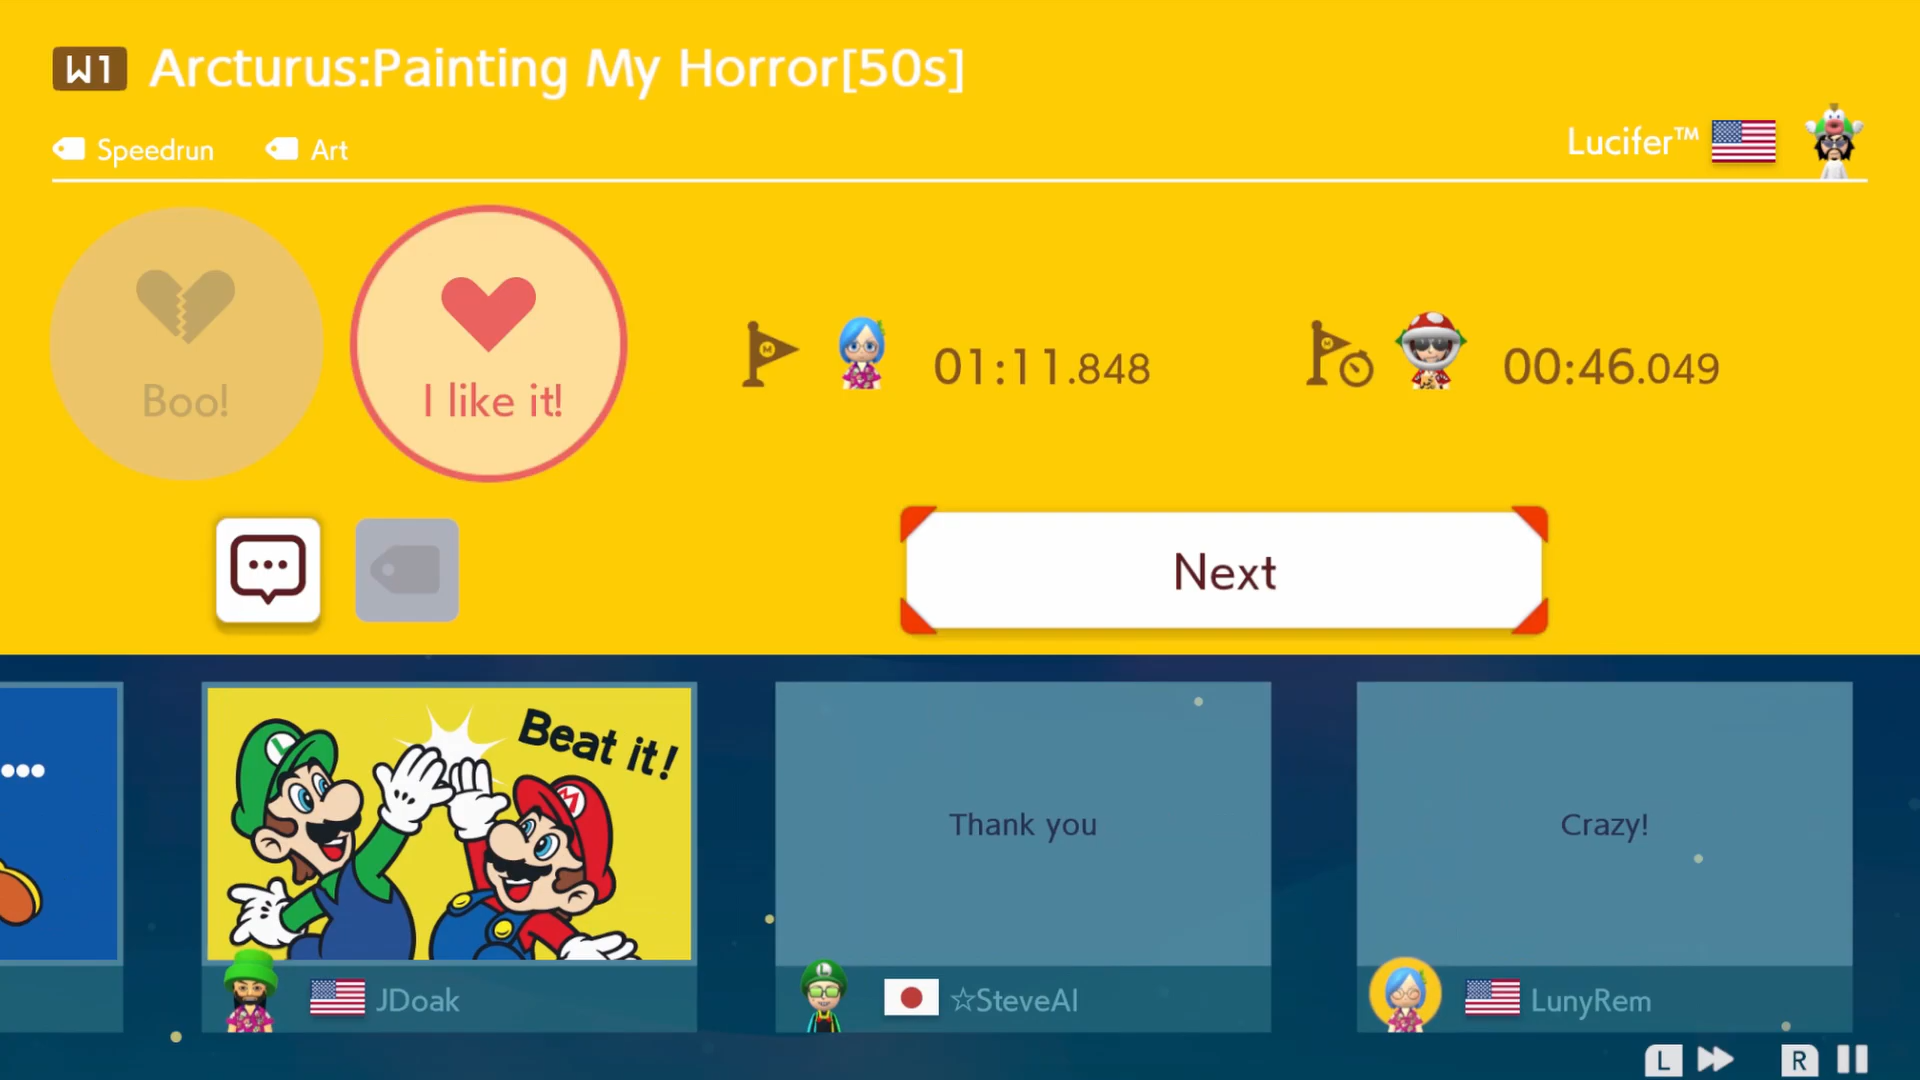 W1 Arcturus:Painting My Horror[50s]
Speedrun Art
Lucifer™
Boo!
I like it!
M 01:11.848
M 00:46.049
Next
Beat it!
Thank you
Crazy!
JDoak
☆SteveAl
LunyRem
L R